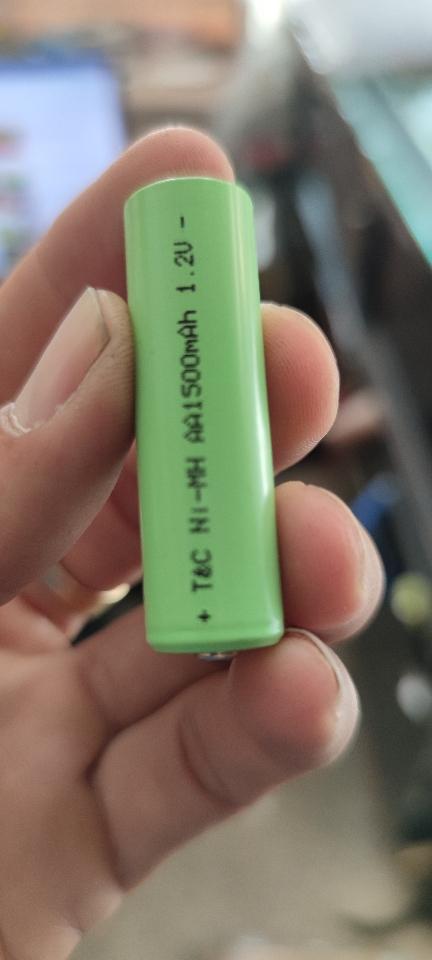 + T&C Ni-MH AA1500mAh 1.2V -